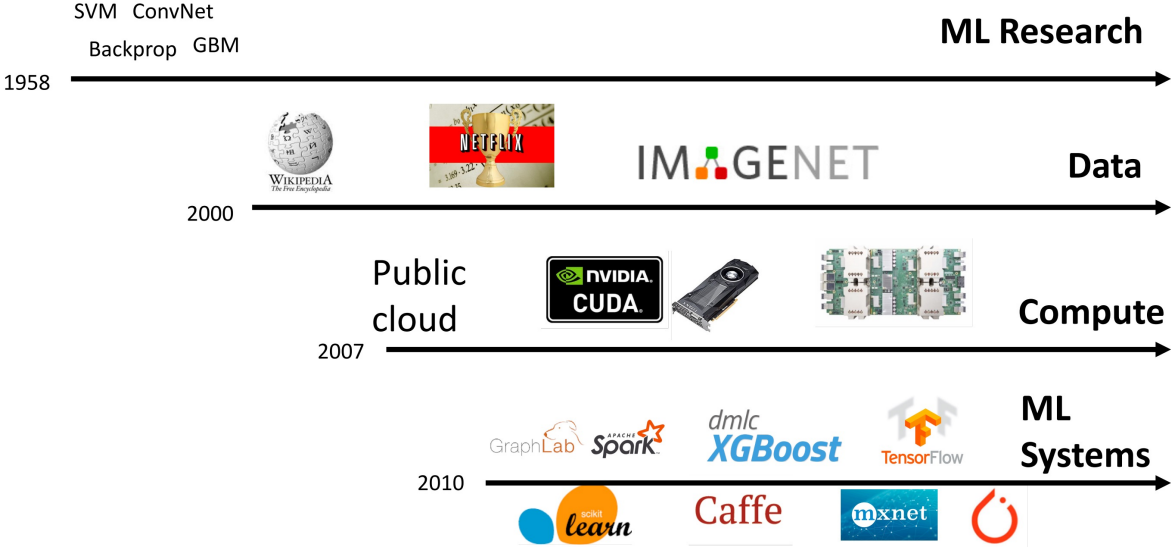 SVM ConvNet
ML Research
Backprop GBM
1958
WIKIPEDIA
The Free Encyclopedia
NETFLIX
IMAGENET
Data
2000
Public
cloud
NVIDIA.
CUDA.
Compute
2007
GraphLab
APACHE
Spark
dmlc
XGBoost
TensorFlow
ML
Systems
2010
scikit
learn
Caffe
mxnet